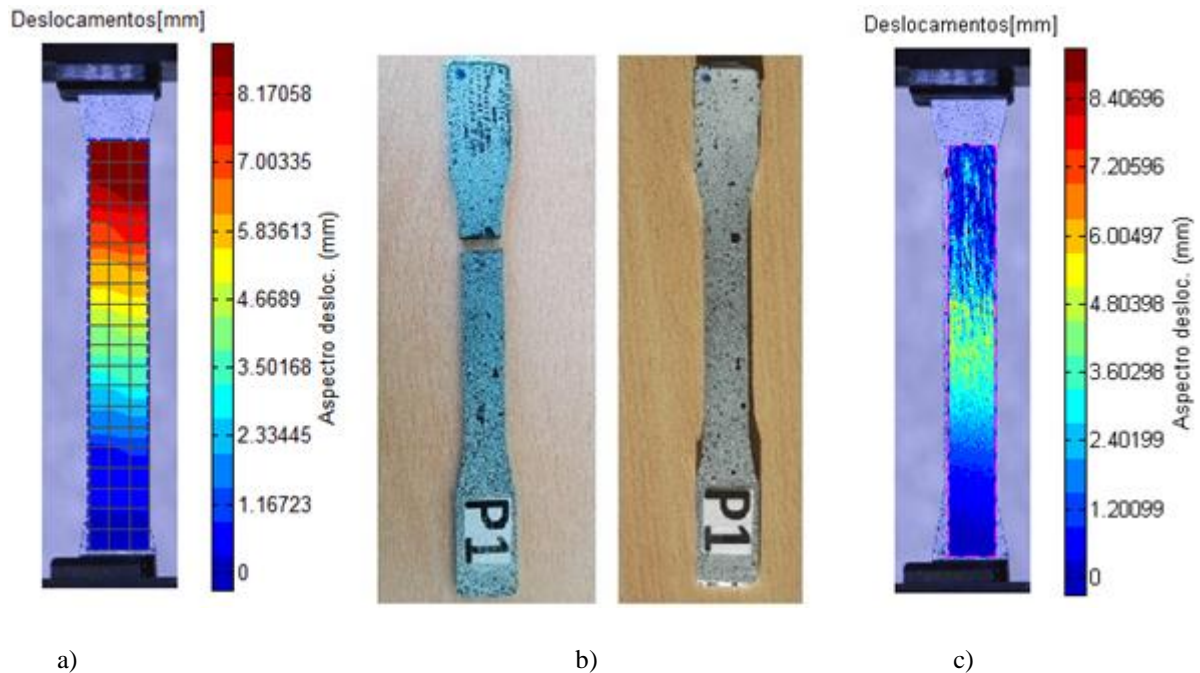 Deslocamentos[mm]
8.17058
7.00335
5.83613
4.6689
3.50168
2.33445
1.16723
0
Aspectro desloc. (mm)
P1
P1
Deslocamentos[mm]
8.40696
7.20596
6.00497
4.80398
3.60298
2.40199
1.20099
0
Aspectro desloc. (mm)
a)
b)
c)